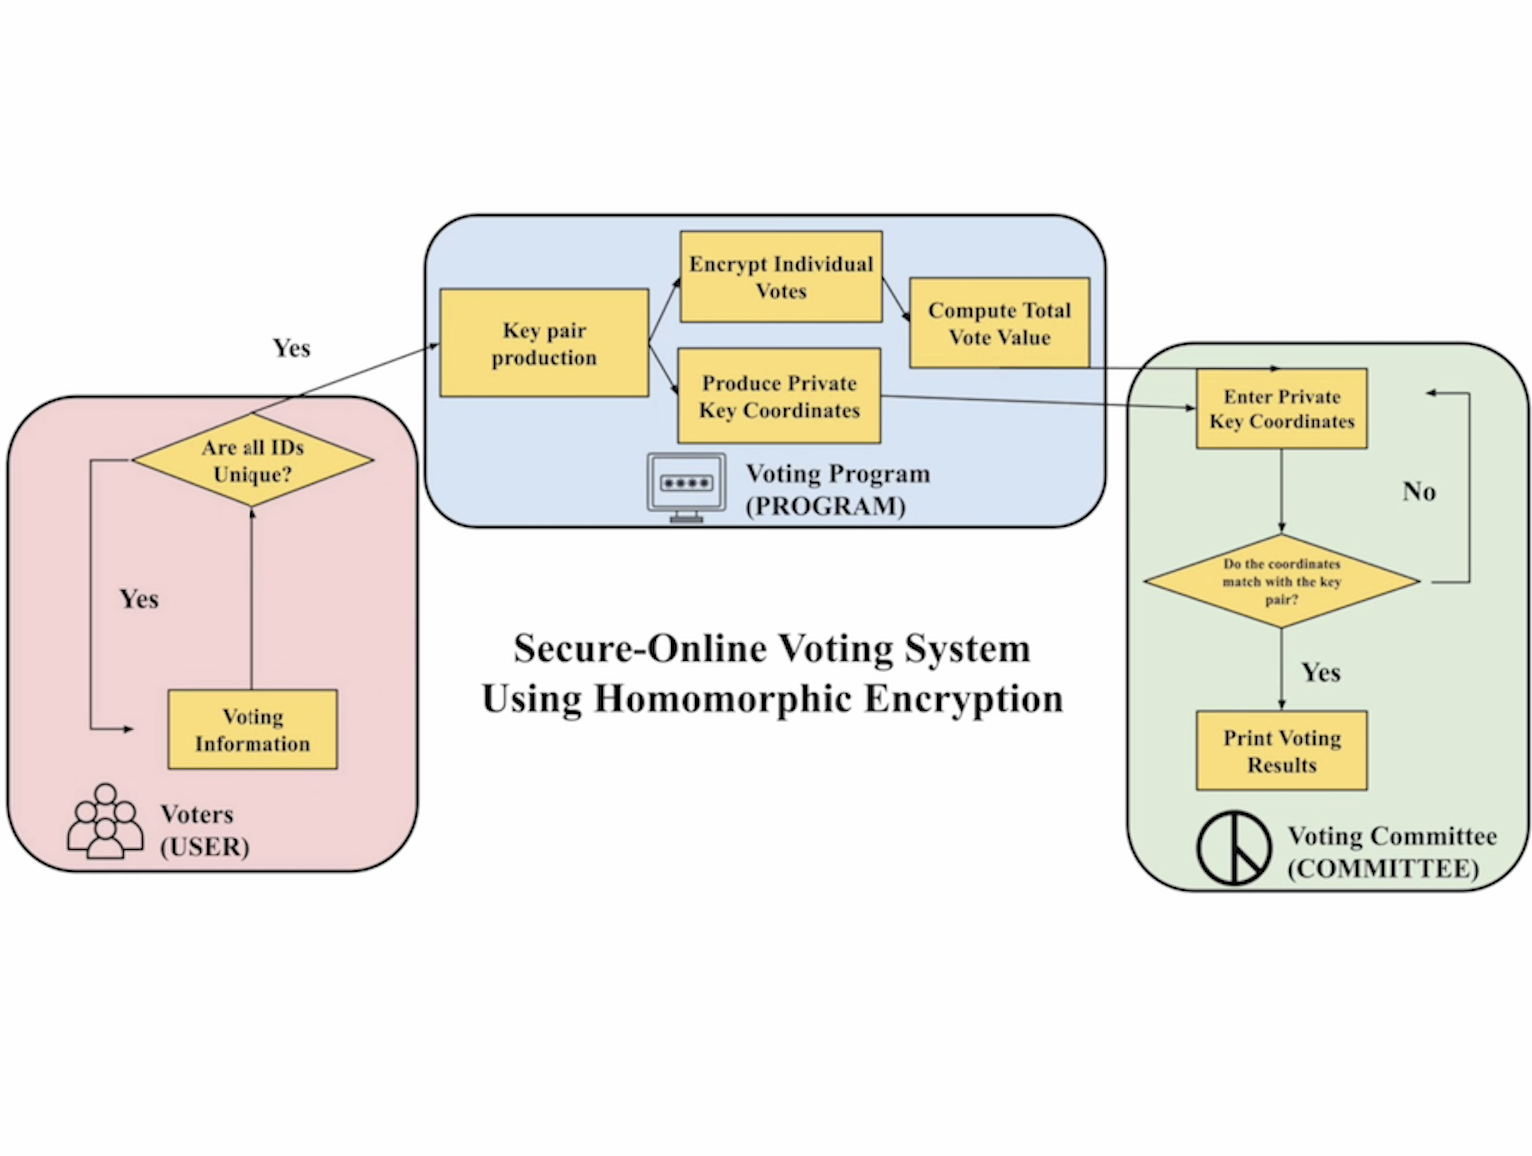 Yes
Are all IDs
Unique?
Yes
Voting
Information
Voters
(USER)
Key pair
production
Encrypt Individual
Votes
Produce Private
Key Coordinates
Compute Total
Vote Value
Voting Program
(PROGRAM)
Secure-Online Voting System
Using Homomorphic Encryption
Enter Private
Key Coordinates
No
Do the coordinates
match with the key
pair?
Yes
Print Voting
Results
Voting Committee
(COMMITTEE)